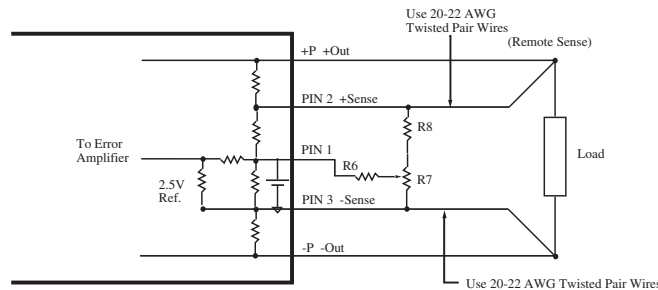 Use 20-22 AWG
Twisted Pair Wires
(Remote Sense)
+P +Out
PIN 2 +Sense
R8
To Error
Amplifier
PIN 1
R6
R7
Load
2.5V
Ref.
PIN 3 -Sense
-P -Out
Use 20-22 AWG Twisted Pair Wires